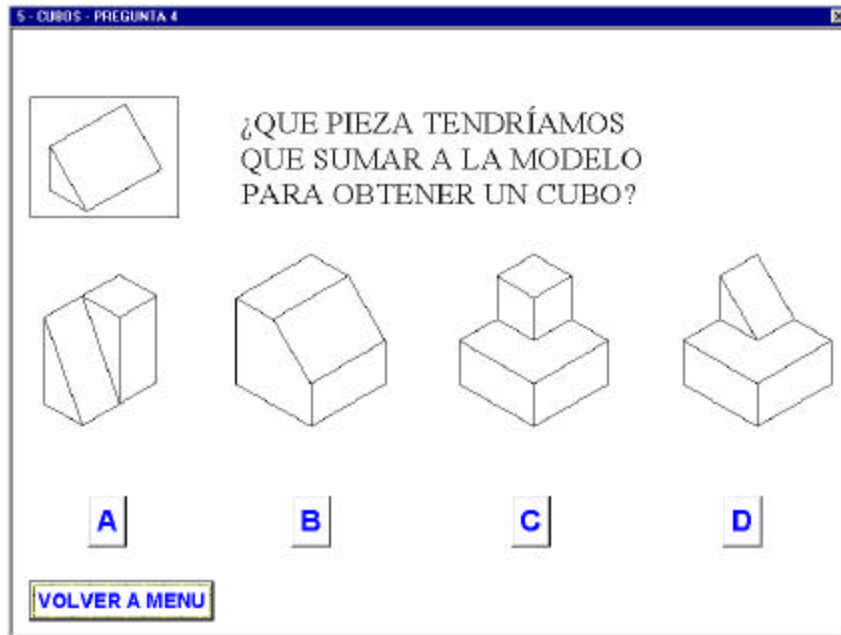 5 - CUBOS - PREGUNTA 4
¿QUE PIEZA TENDRÍAMOS
QUE SUMAR A LA MODELO
PARA OBTENER UN CUBO?
A B C D
VOLVER A MENU